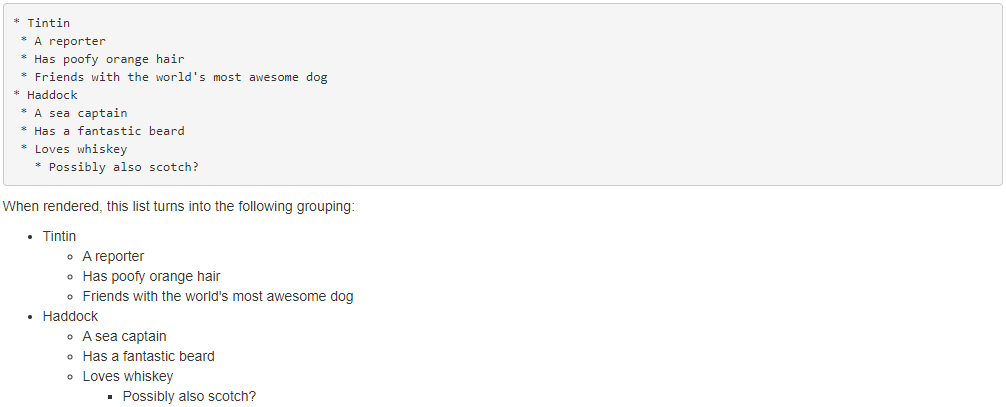 * Tintin
 * A reporter
 * Has poofy orange hair
 * Friends with the world's most awesome dog
* Haddock
 * A sea captain
 * Has a fantastic beard
 * Loves whiskey
   * Possibly also scotch?
When rendered, this list turns into the following grouping:
• Tintin
◦ A reporter
◦ Has poofy orange hair
◦ Friends with the world's most awesome dog
• Haddock
◦ A sea captain
◦ Has a fantastic beard
◦ Loves whiskey
▪ Possibly also scotch?